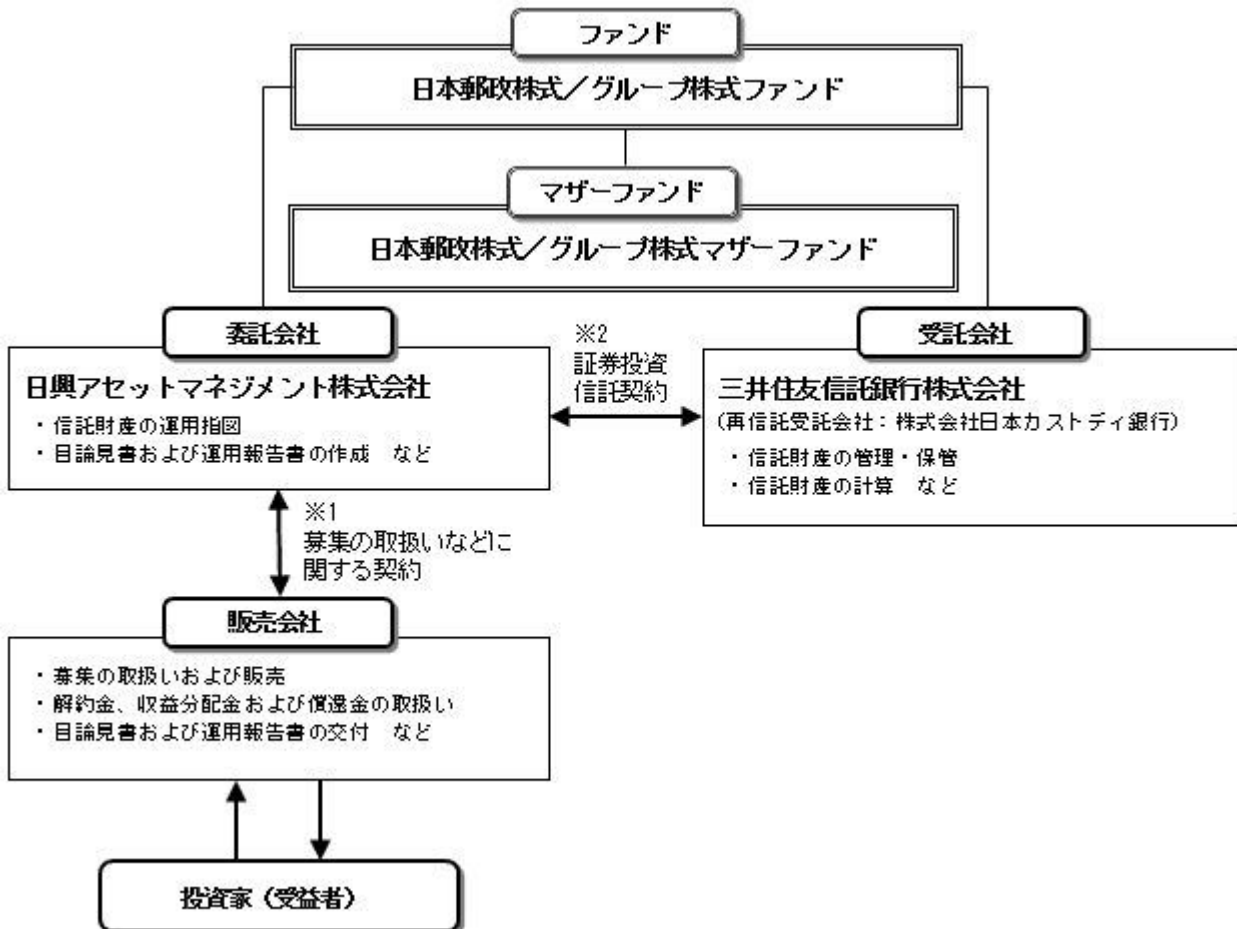 ファンド
日本郵政株式／グループ株式ファンド
マザーファンド
日本郵政株式／グループ株式マザーファンド
委託会社
日興アセットマネジメント株式会社
・信託財産の運用指図
・目論見書および運用報告書の作成　など
※2
証券投資
信託契約
受託会社
三井住友信託銀行株式会社
(再信託受託会社：株式会社日本カストディ銀行)
・信託財産の管理・保管
・信託財産の計算　など
※1
募集の取扱いなどに
関する契約
販売会社
・募集の取扱いおよび販売
・解約金、収益分配金および償還金の取扱い
・目論見書および運用報告書の交付　など
投資家（受益者）